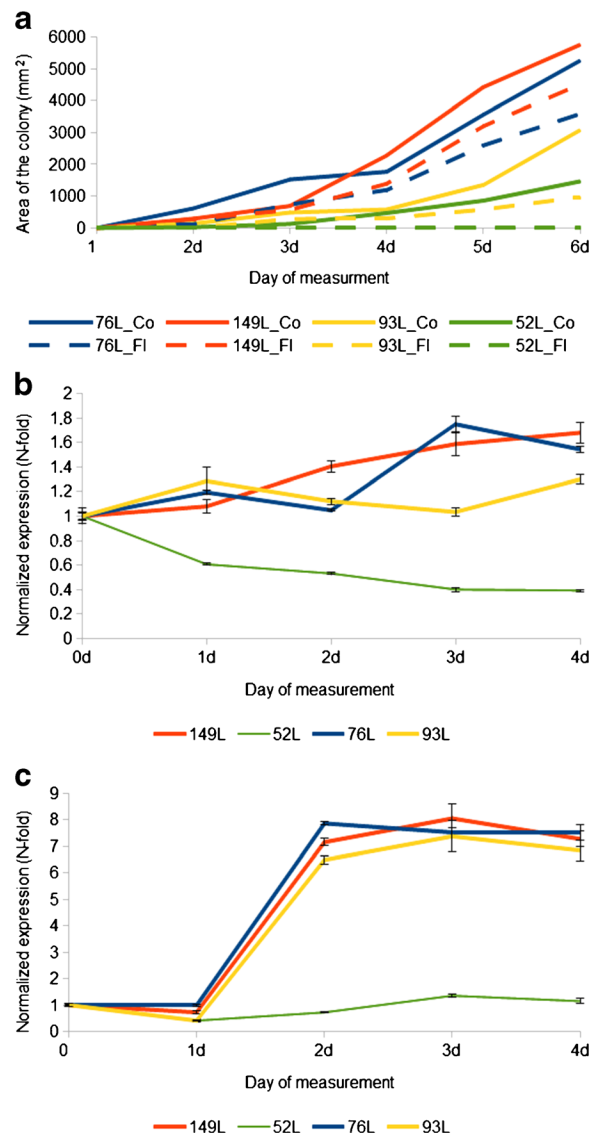 a
Area of the colony (mm²)
6000
5000
4000
3000
2000
1000
0
1 2d 3d 4d 5d 6d
Day of measurment
76L_Co 149L_Co 93L_Co 52L_Co
76L_Fl 149L_Fl 93L_Fl 52L_Fl
b
Normalized expression (N-fold)
2
1.8
1.6
1.4
1.2
1
0.8
0.6
0.4
0.2
0
0d 1d 2d 3d 4d
Day of measurement
149L 52L 76L 93L
c
Normalized expression (N-fold)
9
8
7
6
5
4
3
2
1
0
0 1d 2d 3d 4d
Day of measurement
149L 52L 76L 93L